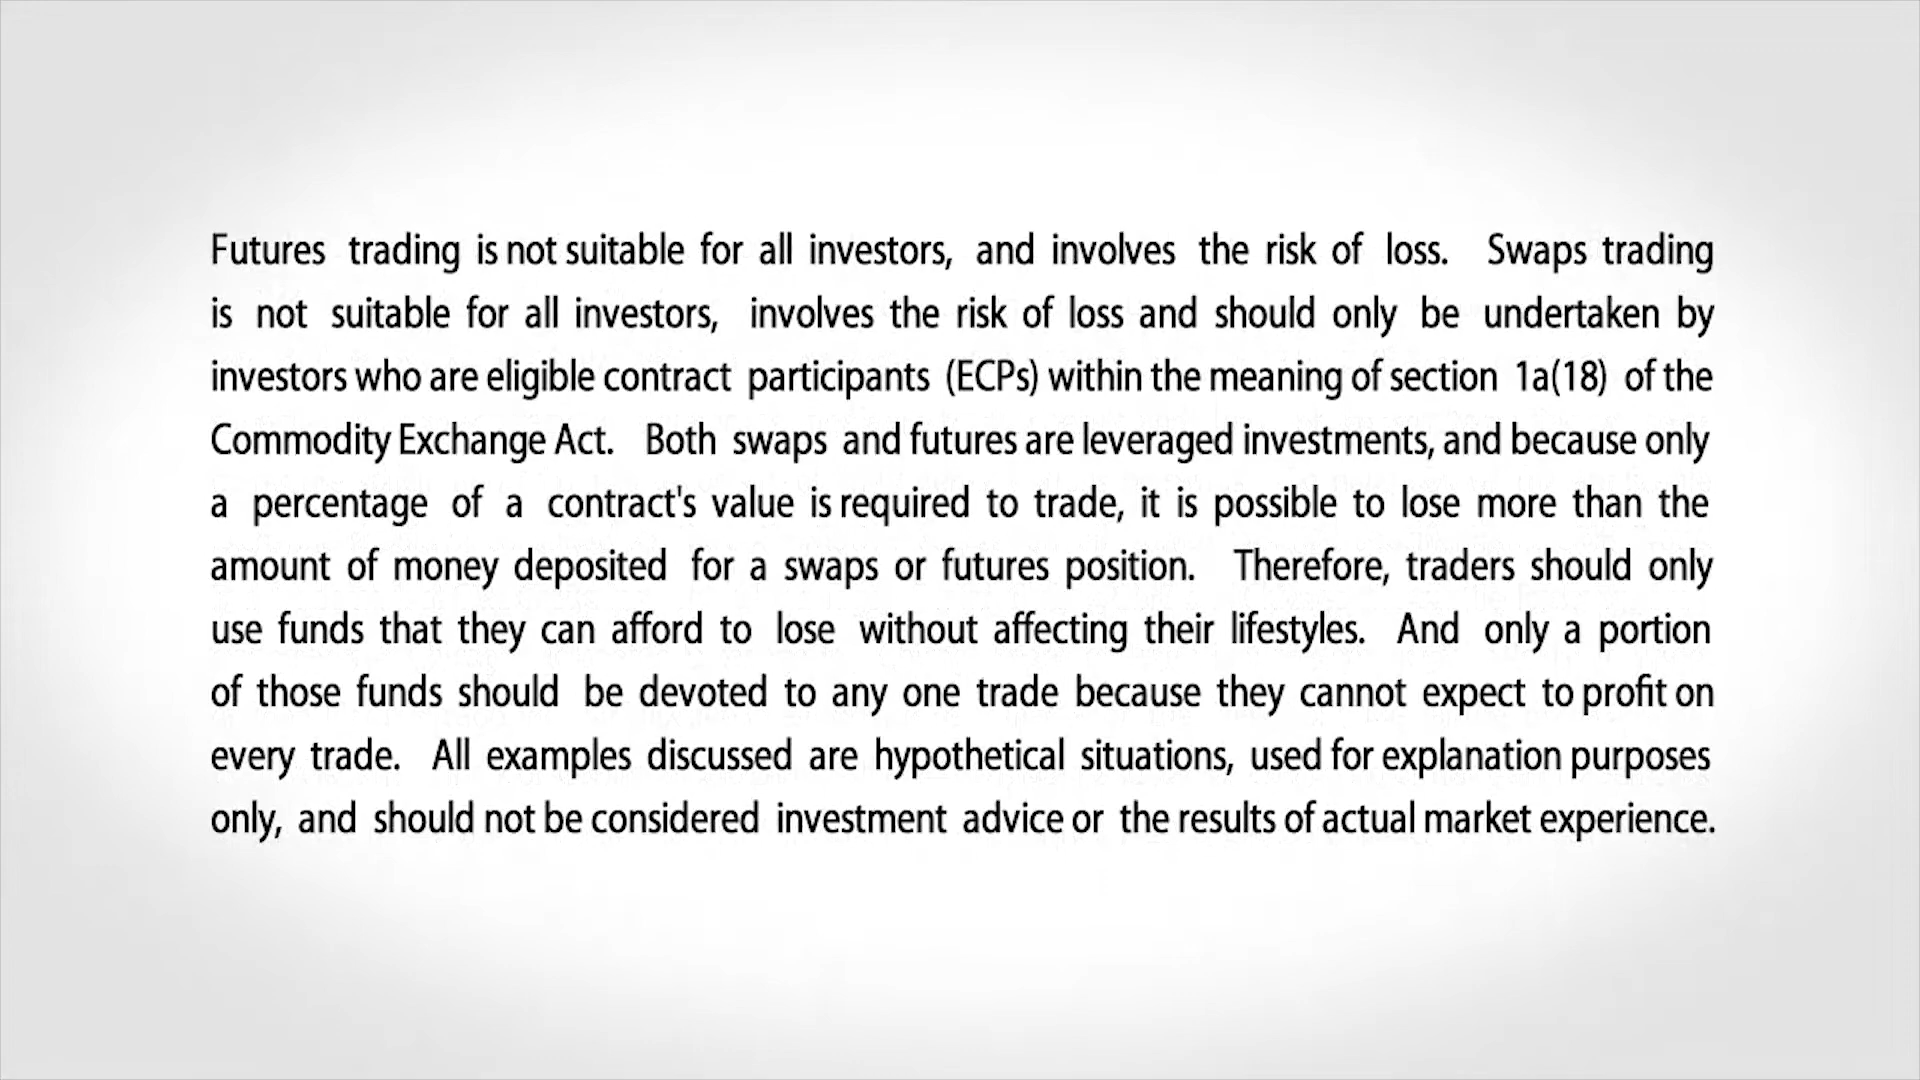 Futures trading is not suitable for all investors, and involves the risk of loss. Swaps trading
is not suitable for all investors, involves the risk of loss and should only be undertaken by
investors who are eligible contract participants (ECPs) within the meaning of section 1a(18) of the
Commodity Exchange Act. Both swaps and futures are leveraged investments, and because only
a percentage of a contract's value is required to trade, it is possible to lose more than the
amount of money deposited for a swaps or futures position. Therefore, traders should only
use funds that they can afford to lose without affecting their lifestyles. And only a portion
of those funds should be devoted to any one trade because they cannot expect to profit on
every trade. All examples discussed are hypothetical situations, used for explanation purposes
only, and should not be considered investment advice or the results of actual market experience.